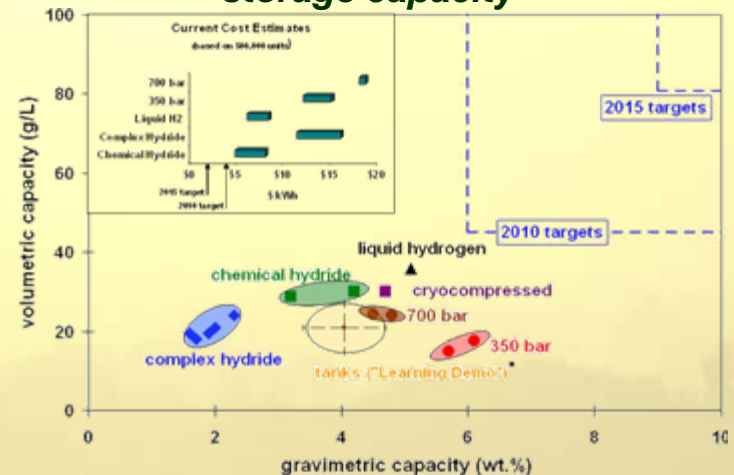 storage capacity
Current Cost Estimates
(based on 500,000 units)
700 bar
350 bar
Liquid H2
Complex Hydride
Chemical Hydride
$0 $5 $10 $15 $20
2015 target
2010 target
$/kWh
100
80
60
40
20
0
volumetric capacity (g/L)
2015 targets
2010 targets
liquid hydrogen
chemical hydride
cryocompressed
700 bar
350 bar
complex hydride
tanks ("Learning Demo")
0 2 4 6 8 10
gravimetric capacity (wt.%)